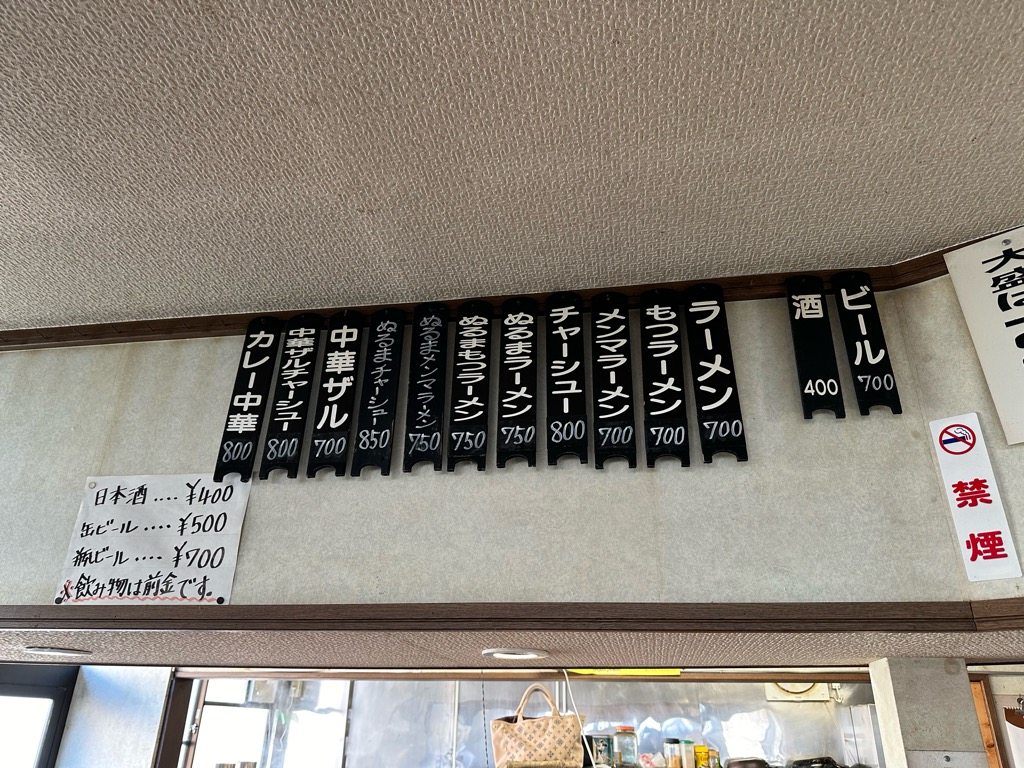 大盛は
ビール 700
酒 400
ラーメン 700
もつラーメン 700
メンマラーメン 700
チャーシュー 800
ぬるまラーメン 750
ぬるまもつラーメン 750
ぬるまメンマラーメン 750
ぬるまチャーシュー 850
中華ザル 700
中華ザルチャーシュー 800
カレー中華 800
日本酒....¥400
缶ビール....¥500
瓶ビール....¥700
※飲み物は前金です。
禁煙